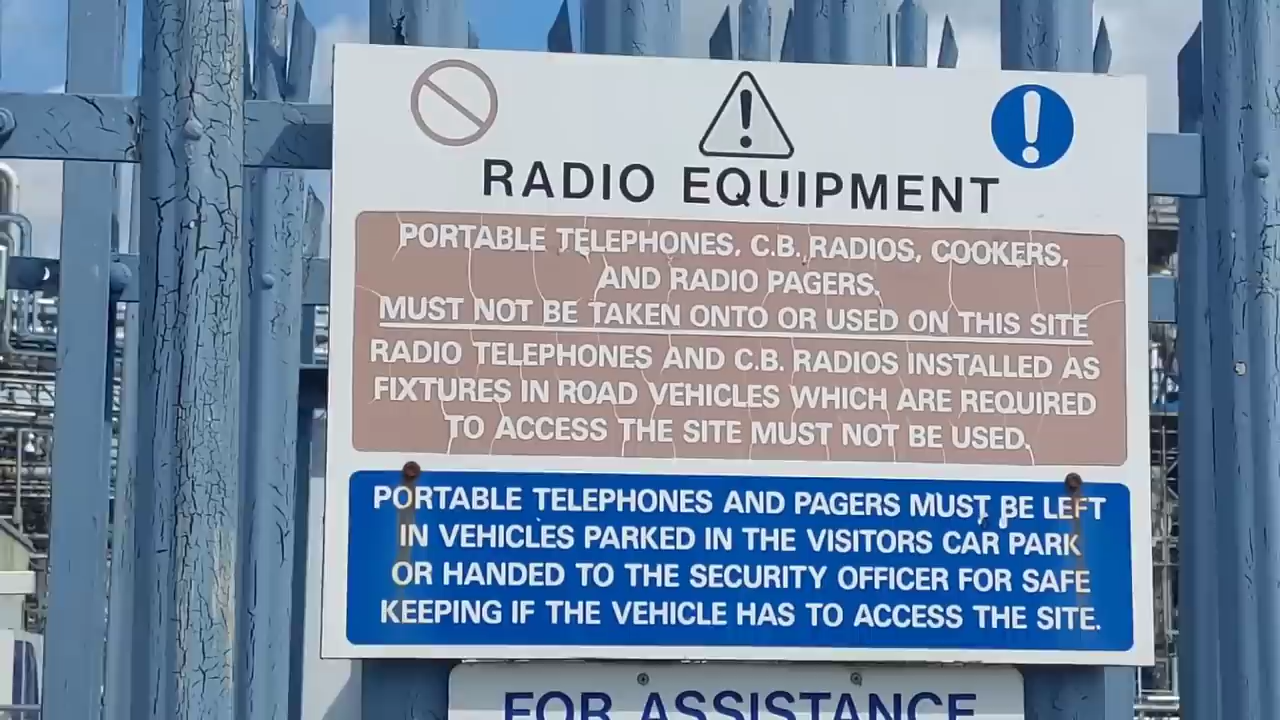 RADIO EQUIPMENT
PORTABLE TELEPHONES, C.B. RADIOS, COOKERS,
AND RADIO PAGERS.
MUST NOT BE TAKEN ONTO OR USED ON THIS SITE
RADIO TELEPHONES AND C.B. RADIOS INSTALLED AS
FIXTURES IN ROAD VEHICLES WHICH ARE REQUIRED
TO ACCESS THE SITE MUST NOT BE USED.
PORTABLE TELEPHONES AND PAGERS MUST BE LEFT
IN VEHICLES PARKED IN THE VISITORS CAR PARK
OR HANDED TO THE SECURITY OFFICER FOR SAFE
KEEPING IF THE VEHICLE HAS TO ACCESS THE SITE.
FOR ASSISTANCE